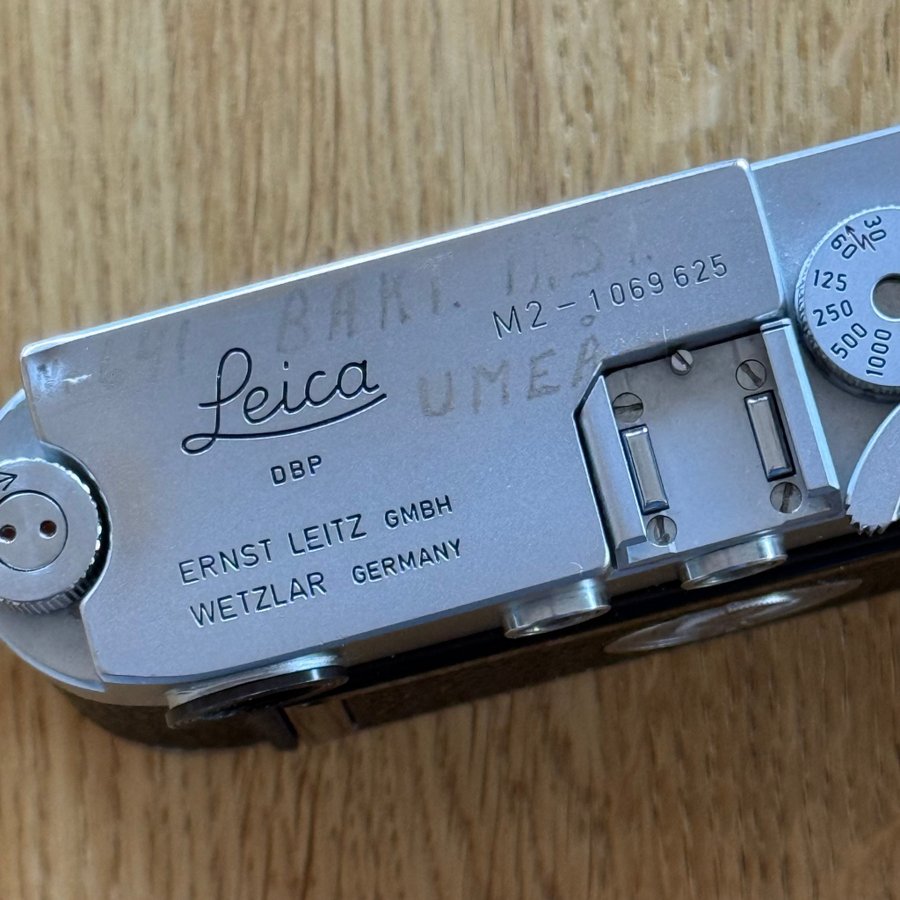 BAKT.
M2-1069625
UMEÅ
Leica
DBP
ERNST LEITZ GMBH
WETZLAR GERMANY
30
60
125
250
500
1000